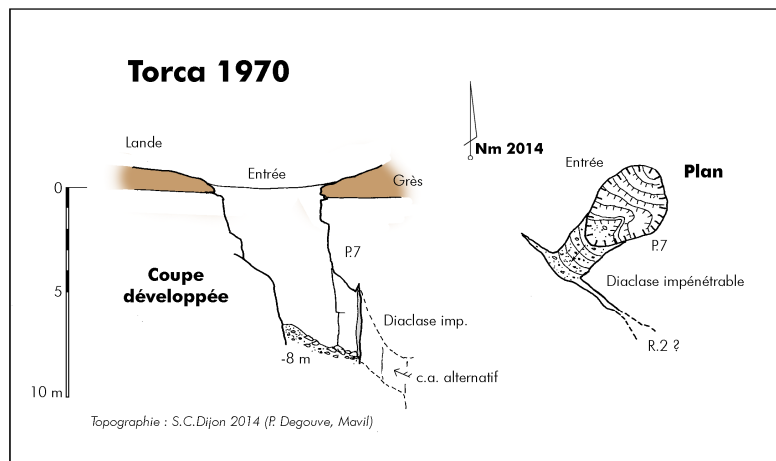 Torca 1970
Lande
Entrée
Nm 2014
Entrée
Plan
0
Grès
P.7
P.7
Coupe
développée
Diaclase impénétrable
5
Diaclase imp.
R.2 ?
-8 m
c.a. alternatif
10 m
Topographie : S.C.Dijon 2014 (P. Degouve, Mavil)